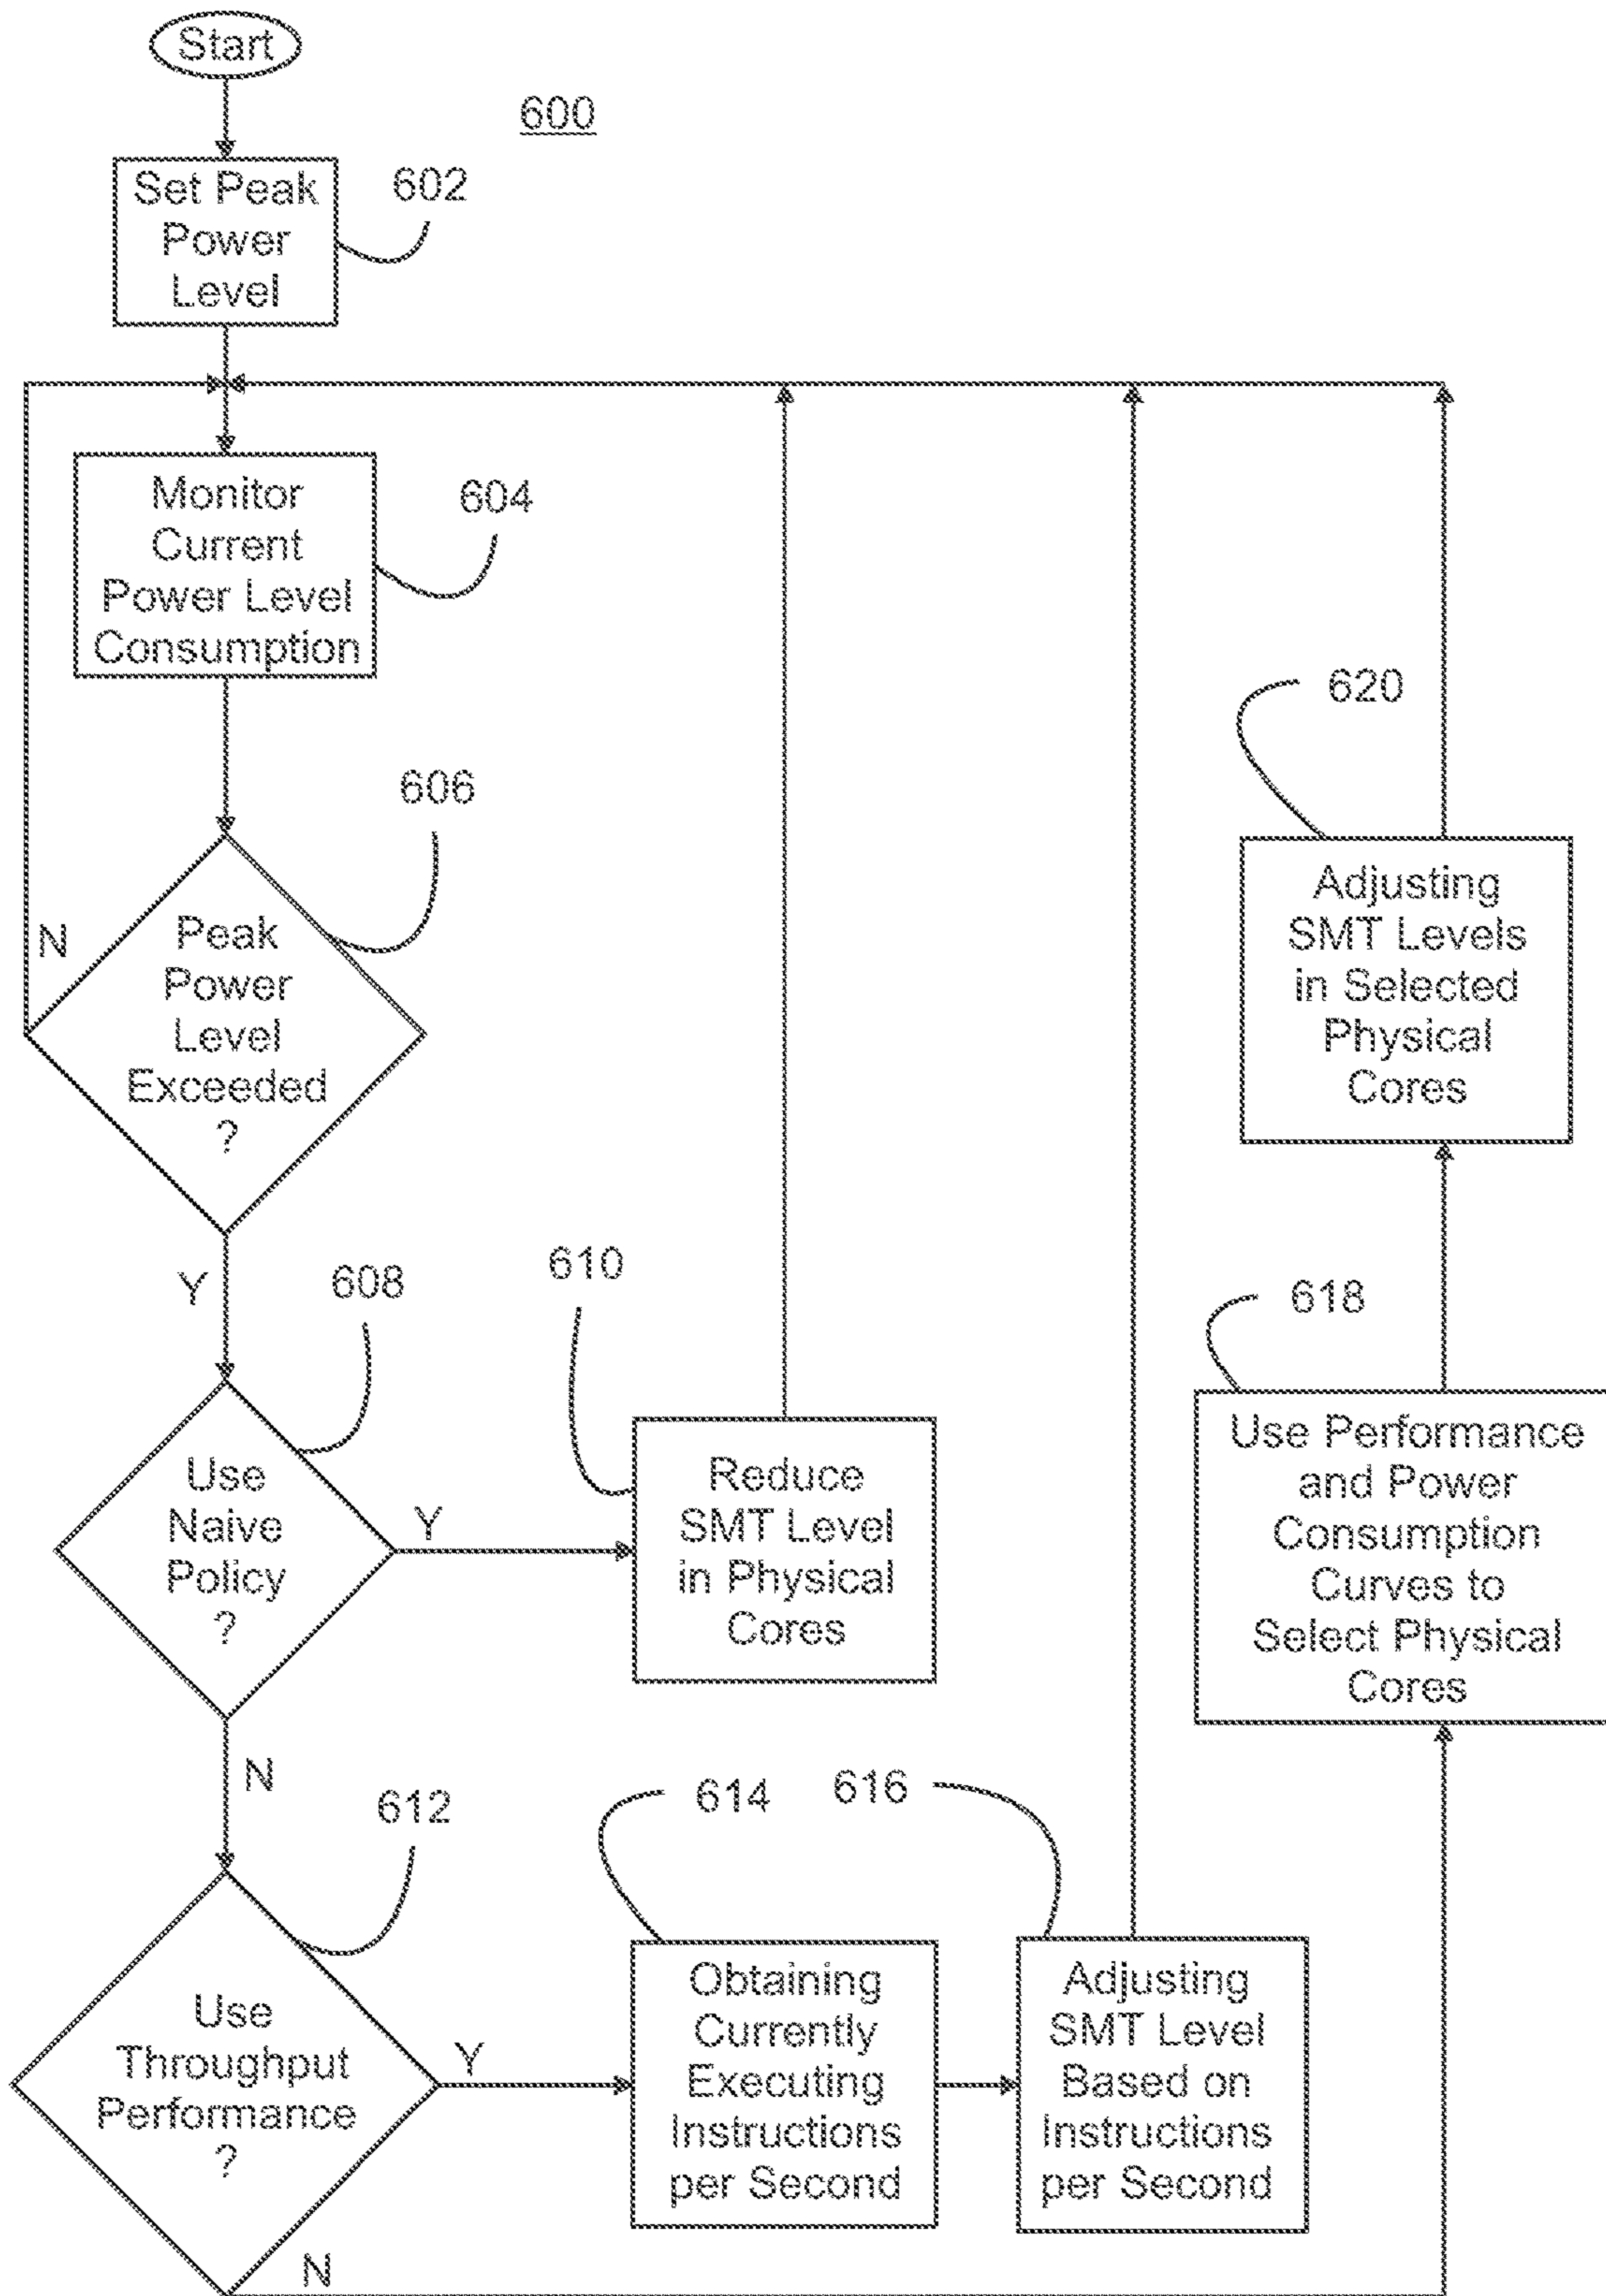 Start
600
Set Peak
Power
Level
602
Monitor
Current
Power Level
Consumption
604
606
Peak
Power
Level
Exceeded
?
N
Y
608
Use
Naive
Policy
?
Y
610
Reduce
SMT Level
in Physical
Cores
620
Adjusting
SMT Levels
in Selected
Physical
Cores
618
Use Performance
and Power
Consumption
Curves to
Select Physical
Cores
N
612
Use
Throughput
Performance
?
Y
614
Obtaining
Currently
Executing
Instructions
per Second
616
Adjusting
SMT Level
Based on
Instructions
per Second
N